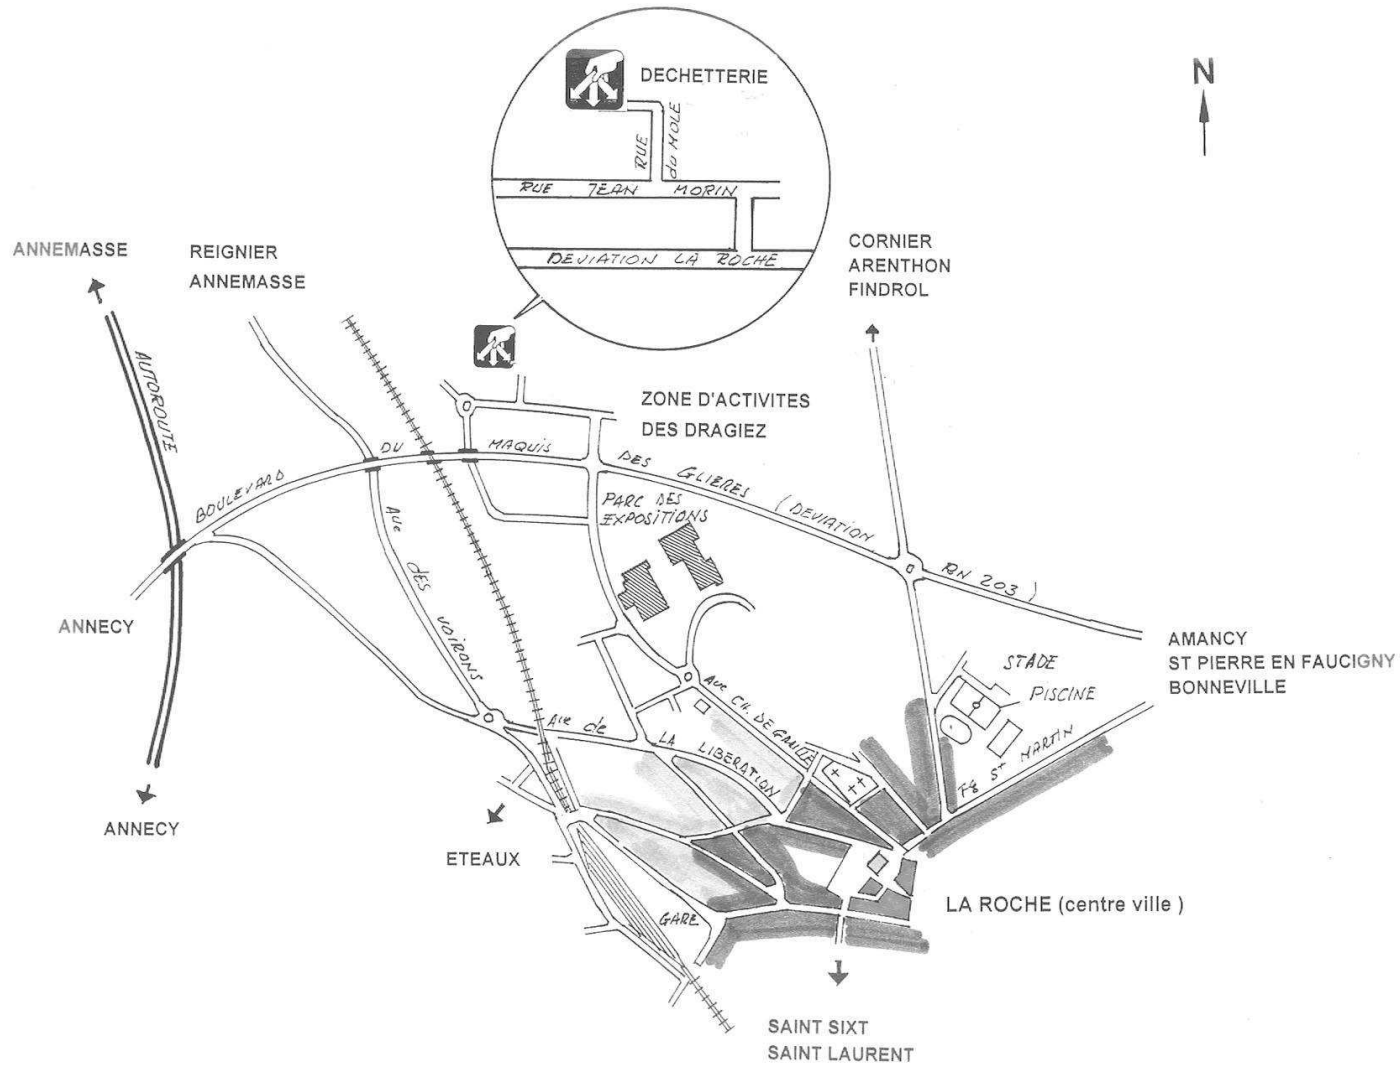 DECHETTERIE
N
RUE
DU MOLE
RUE JEAN MORIN
DEVIATION LA ROCHE
ANNEMASSE
REIGNIER
ANNEMASSE
CORNIER
ARENTHON
FINDROL
AUTOROUTE
ZONE D'ACTIVITES
DES DRAGIEZ
BOULEVARD DU MAQUIS DES GLIERES (DEVIATION RN 203)
PARC DES
EXPOSITIONS
AVe DES VOIRONS
ANNECY
AMANCY
ST PIERRE EN FAUCIGNY
BONNEVILLE
STADE
PISCINE
AVe CH. DE GAULLE
AVe de LA LIBERATION
FG ST MARTIN
ANNECY
ETEAUX
GARE
LA ROCHE (centre ville )
SAINT SIXT
SAINT LAURENT